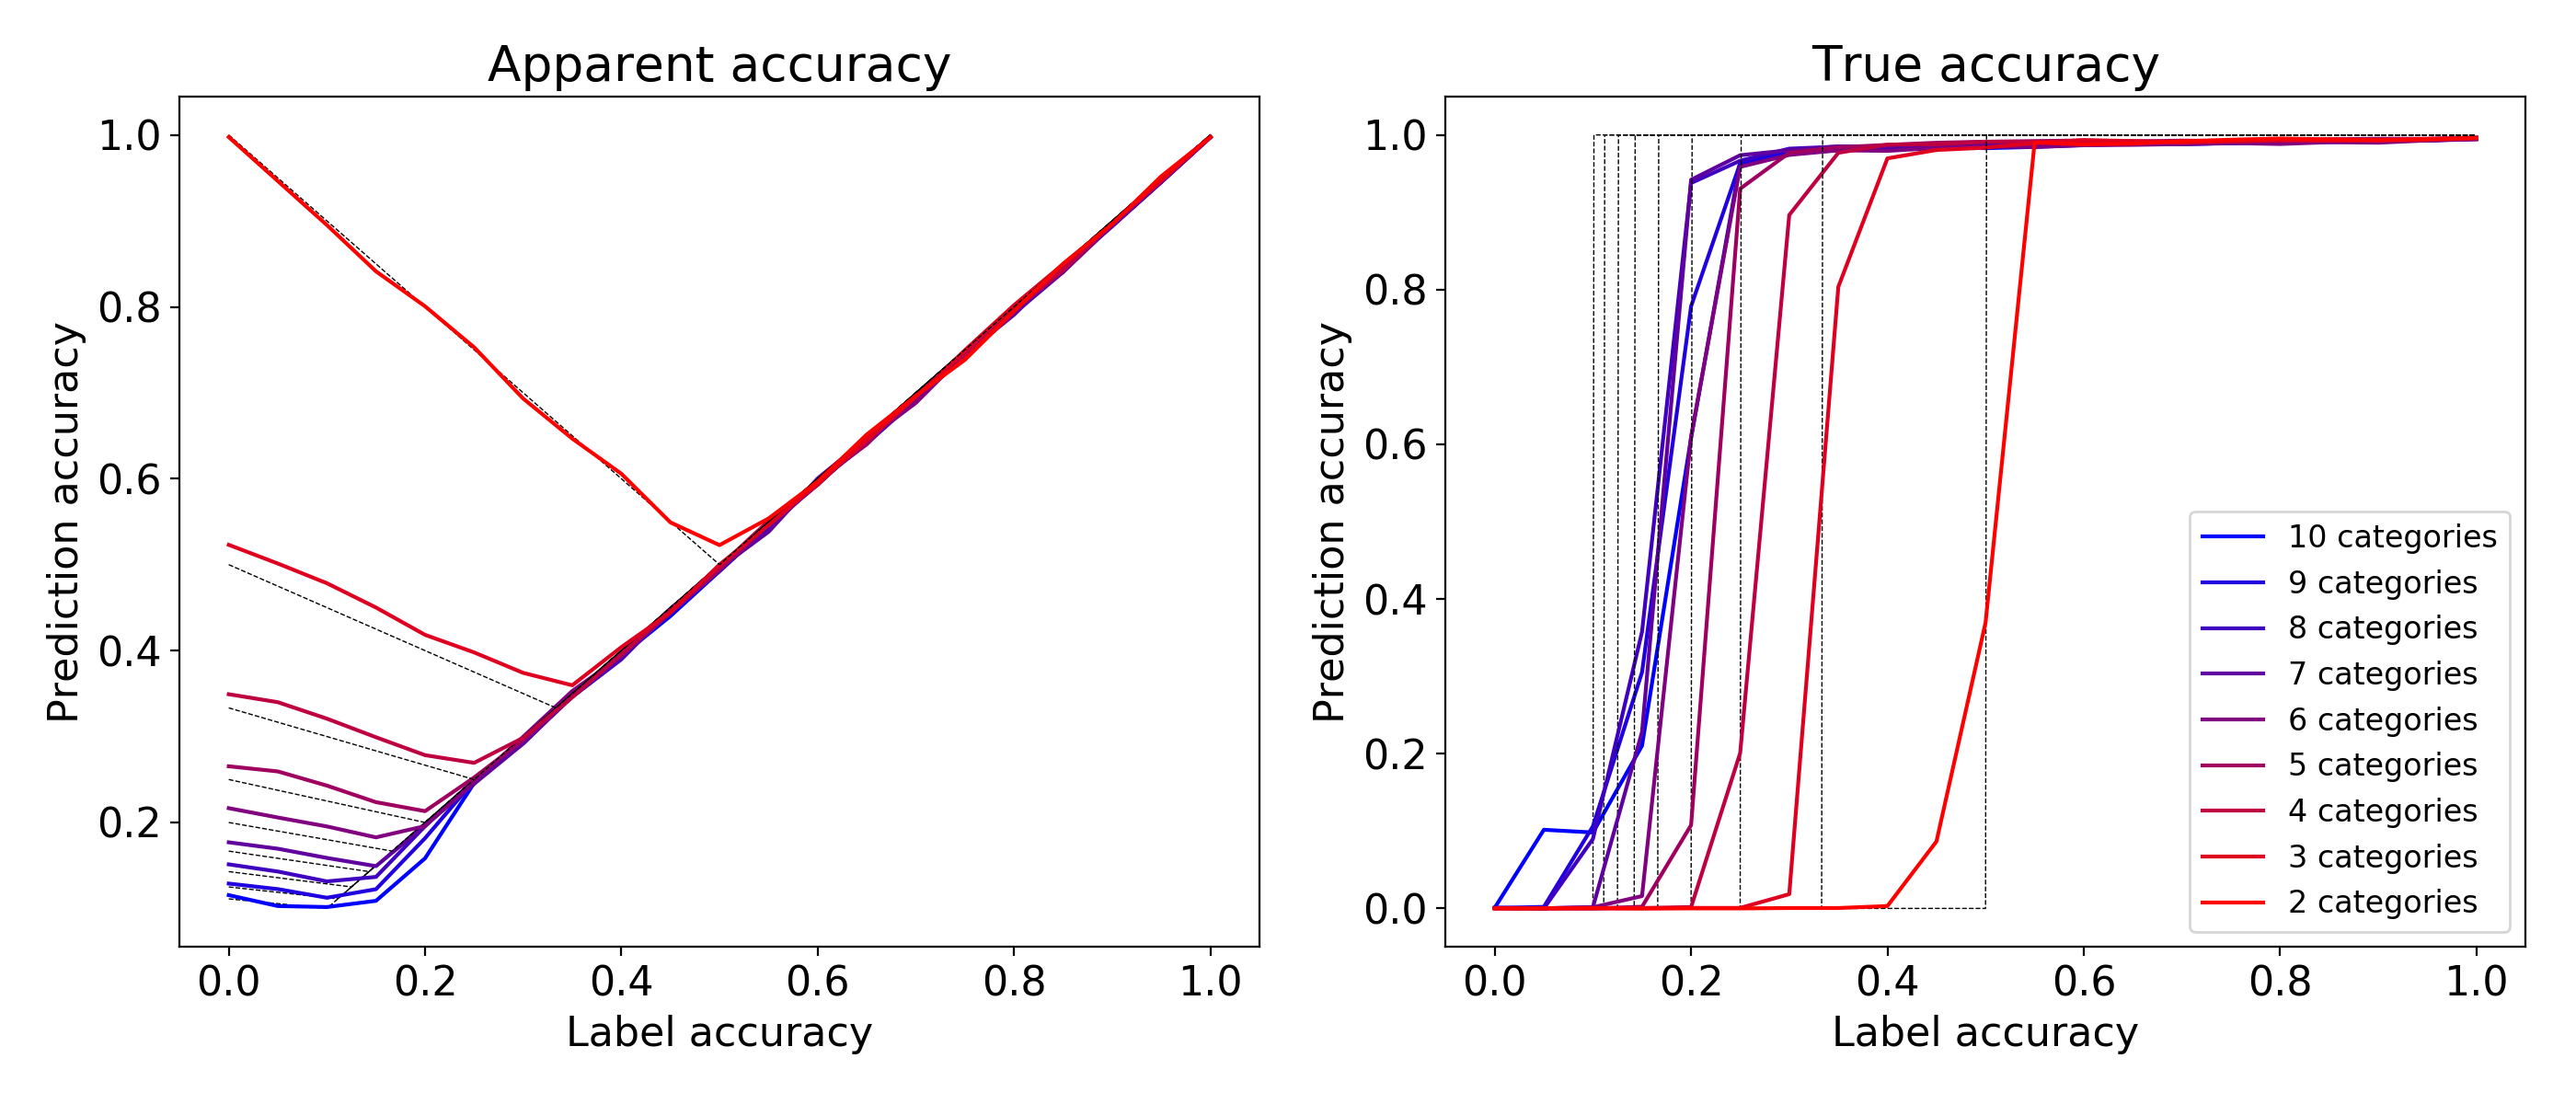 Apparent accuracy
Prediction accuracy
1.0
0.8
0.6
0.4
0.2
0.0 0.2 0.4 0.6 0.8 1.0
Label accuracy
True accuracy
Prediction accuracy
1.0
0.8
0.6
0.4
0.2
0.0
10 categories
9 categories
8 categories
7 categories
6 categories
5 categories
4 categories
3 categories
2 categories
0.0 0.2 0.4 0.6 0.8 1.0
Label accuracy